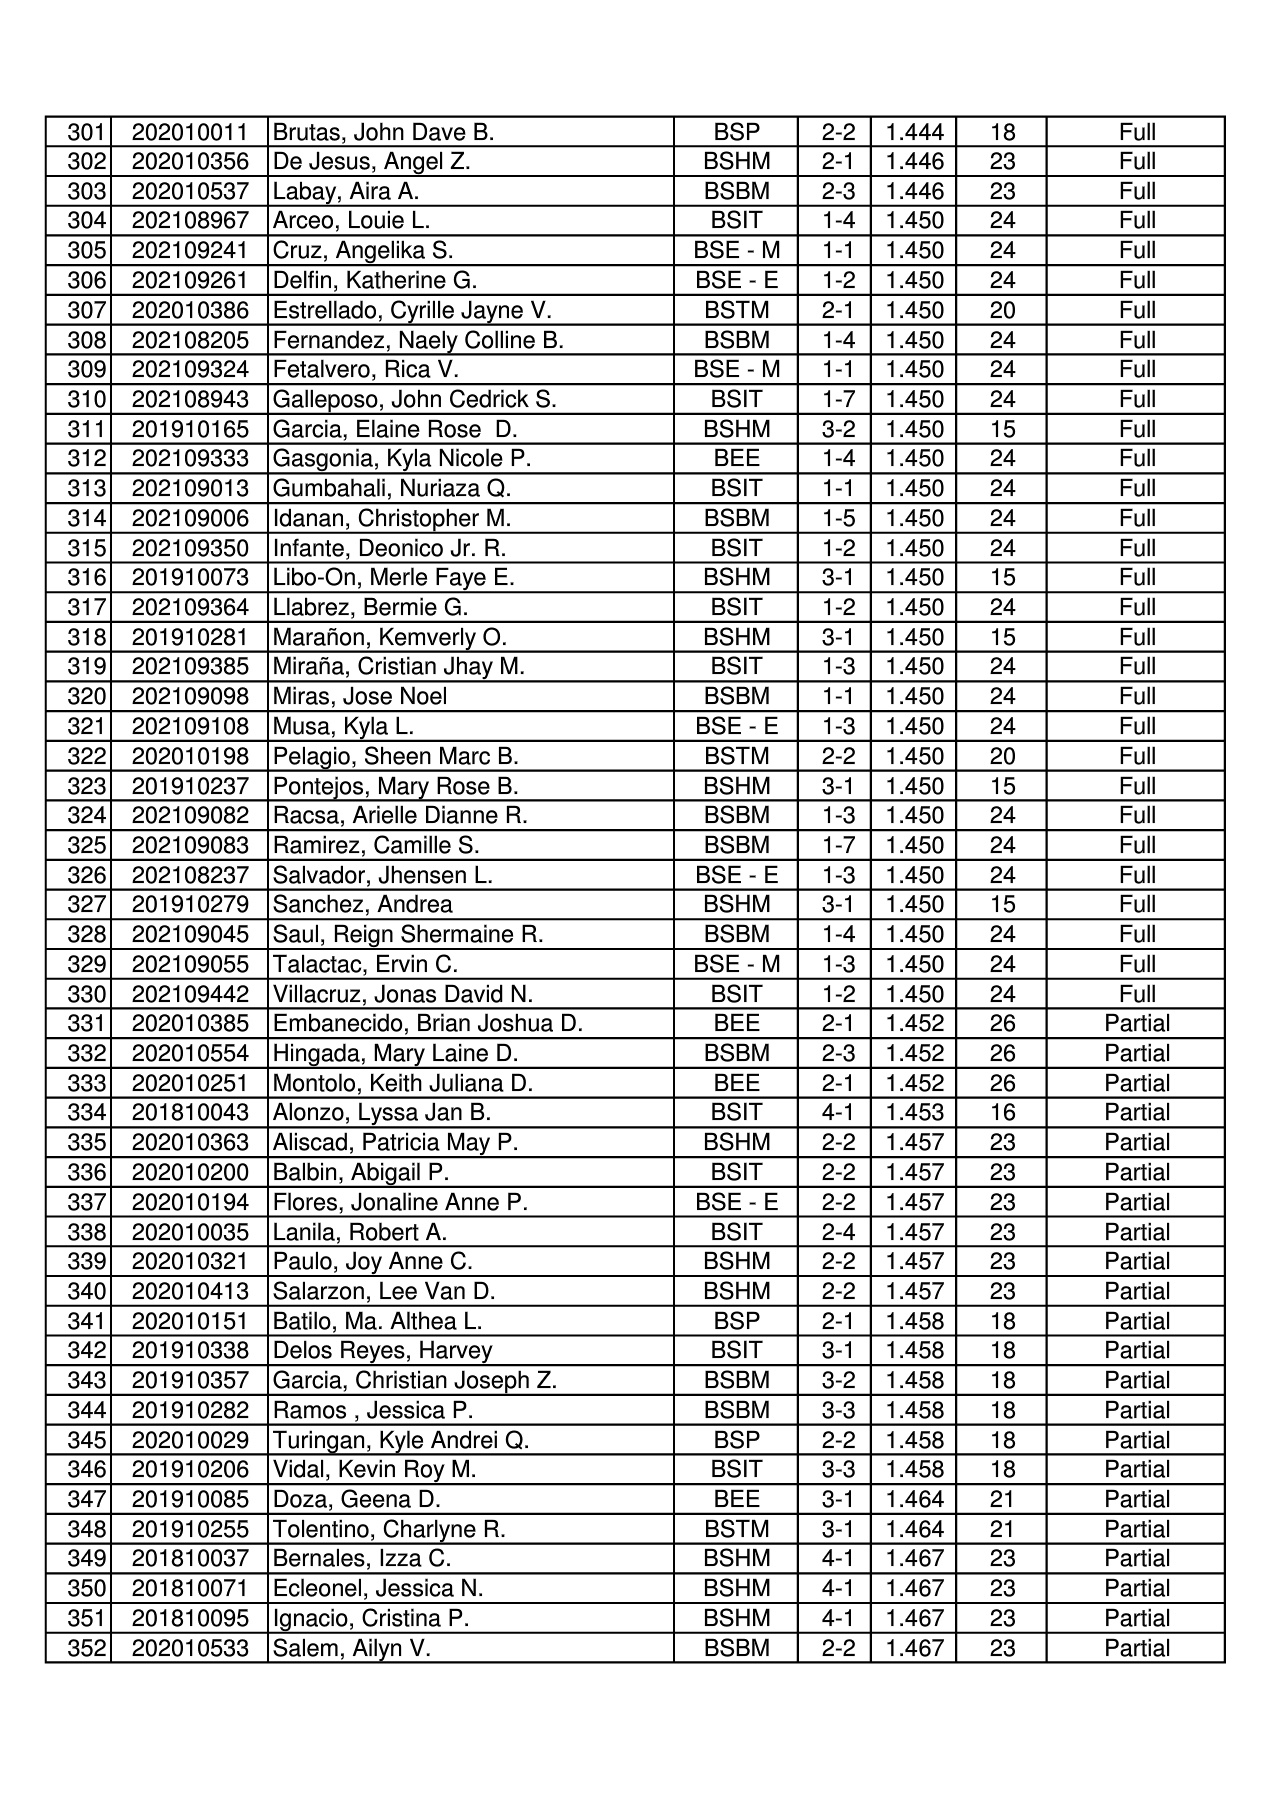 301 202010011 Brutas, John Dave B. BSP 2-2 1.444 18 Full
302 202010356 De Jesus, Angel Z. BSHM 2-1 1.446 23 Full
303 202010537 Labay, Aira A. BSBM 2-3 1.446 23 Full
304 202108967 Arceo, Louie L. BSIT 1-4 1.450 24 Full
305 202109241 Cruz, Angelika S. BSE - M 1-1 1.450 24 Full
306 202109261 Delfin, Katherine G. BSE - E 1-2 1.450 24 Full
307 202010386 Estrellado, Cyrille Jayne V. BSTM 2-1 1.450 20 Full
308 202108205 Fernandez, Naely Colline B. BSBM 1-4 1.450 24 Full
309 202109324 Fetalvero, Rica V. BSE - M 1-1 1.450 24 Full
310 202108943 Galleposo, John Cedrick S. BSIT 1-7 1.450 24 Full
311 201910165 Garcia, Elaine Rose  D. BSHM 3-2 1.450 15 Full
312 202109333 Gasgonia, Kyla Nicole P. BEE 1-4 1.450 24 Full
313 202109013 Gumbahali, Nuriaza Q. BSIT 1-1 1.450 24 Full
314 202109006 Idanan, Christopher M. BSBM 1-5 1.450 24 Full
315 202109350 Infante, Deonico Jr. R. BSIT 1-2 1.450 24 Full
316 201910073 Libo-On, Merle Faye E. BSHM 3-1 1.450 15 Full
317 202109364 Llabrez, Bermie G. BSIT 1-2 1.450 24 Full
318 201910281 Marañon, Kemverly O. BSHM 3-1 1.450 15 Full
319 202109385 Miraña, Cristian Jhay M. BSIT 1-3 1.450 24 Full
320 202109098 Miras, Jose Noel BSBM 1-1 1.450 24 Full
321 202109108 Musa, Kyla L. BSE - E 1-3 1.450 24 Full
322 202010198 Pelagio, Sheen Marc B. BSTM 2-2 1.450 20 Full
323 201910237 Pontejos, Mary Rose B. BSHM 3-1 1.450 15 Full
324 202109082 Racsa, Arielle Dianne R. BSBM 1-3 1.450 24 Full
325 202109083 Ramirez, Camille S. BSBM 1-7 1.450 24 Full
326 202108237 Salvador, Jhensen L. BSE - E 1-3 1.450 24 Full
327 201910279 Sanchez, Andrea BSHM 3-1 1.450 15 Full
328 202109045 Saul, Reign Shermaine R. BSBM 1-4 1.450 24 Full
329 202109055 Talactac, Ervin C. BSE - M 1-3 1.450 24 Full
330 202109442 Villacruz, Jonas David N. BSIT 1-2 1.450 24 Full
331 202010385 Embanecido, Brian Joshua D. BEE 2-1 1.452 26 Partial
332 202010554 Hingada, Mary Laine D. BSBM 2-3 1.452 26 Partial
333 202010251 Montolo, Keith Juliana D. BEE 2-1 1.452 26 Partial
334 201810043 Alonzo, Lyssa Jan B. BSIT 4-1 1.453 16 Partial
335 202010363 Aliscad, Patricia May P. BSHM 2-2 1.457 23 Partial
336 202010200 Balbin, Abigail P. BSIT 2-2 1.457 23 Partial
337 202010194 Flores, Jonaline Anne P. BSE - E 2-2 1.457 23 Partial
338 202010035 Lanila, Robert A. BSIT 2-4 1.457 23 Partial
339 202010321 Paulo, Joy Anne C. BSHM 2-2 1.457 23 Partial
340 202010413 Salarzon, Lee Van D. BSHM 2-2 1.457 23 Partial
341 202010151 Batilo, Ma. Althea L. BSP 2-1 1.458 18 Partial
342 201910338 Delos Reyes, Harvey BSIT 3-1 1.458 18 Partial
343 201910357 Garcia, Christian Joseph Z. BSBM 3-2 1.458 18 Partial
344 201910282 Ramos , Jessica P. BSBM 3-3 1.458 18 Partial
345 202010029 Turingan, Kyle Andrei Q. BSP 2-2 1.458 18 Partial
346 201910206 Vidal, Kevin Roy M. BSIT 3-3 1.458 18 Partial
347 201910085 Doza, Geena D. BEE 3-1 1.464 21 Partial
348 201910255 Tolentino, Charlyne R. BSTM 3-1 1.464 21 Partial
349 201810037 Bernales, Izza C. BSHM 4-1 1.467 23 Partial
350 201810071 Ecleonel, Jessica N. BSHM 4-1 1.467 23 Partial
351 201810095 Ignacio, Cristina P. BSHM 4-1 1.467 23 Partial
352 202010533 Salem, Ailyn V. BSBM 2-2 1.467 23 Partial